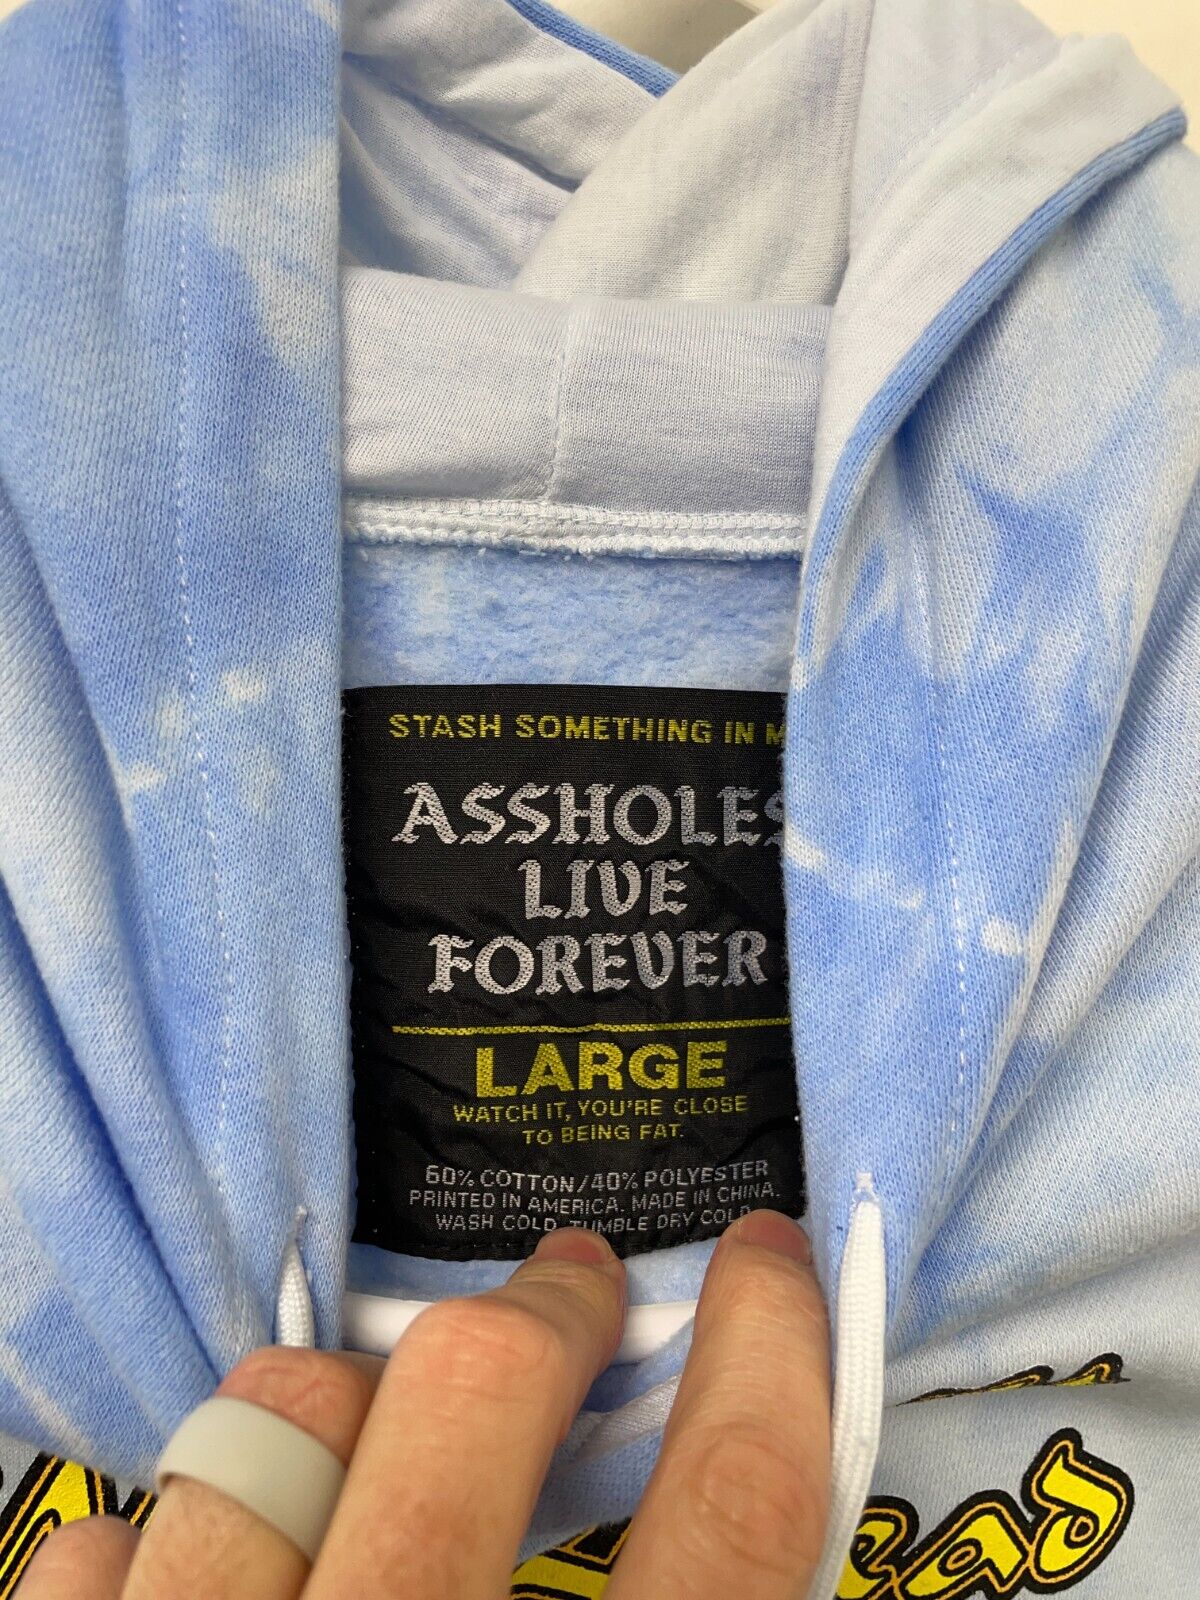 STASH SOMETHING IN
ASSHOLES
LIVE
FOREVER
LARGE
WATCH IT, YOU'RE CLOSE
TO BEING FAT.
60% COTTON/40% POLYESTER
PRINTED IN AMERICA. MADE IN CHINA.
WASH COLD. TUMBLE DRY COLD